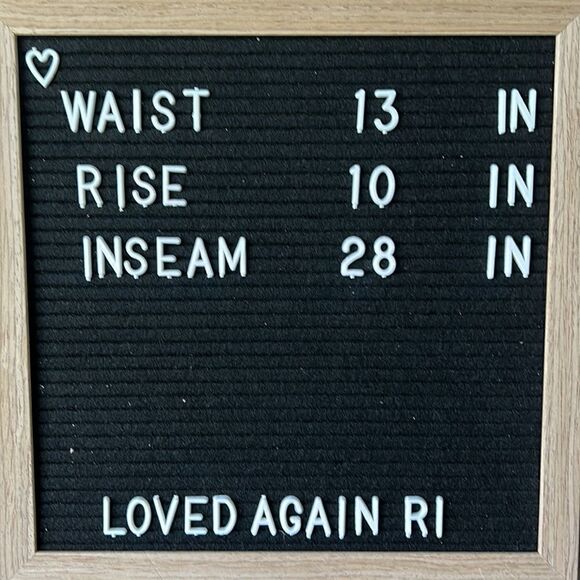 WAIST 13 IN
RISE 10 IN
INSEAM 28 IN
LOVED AGAIN RI